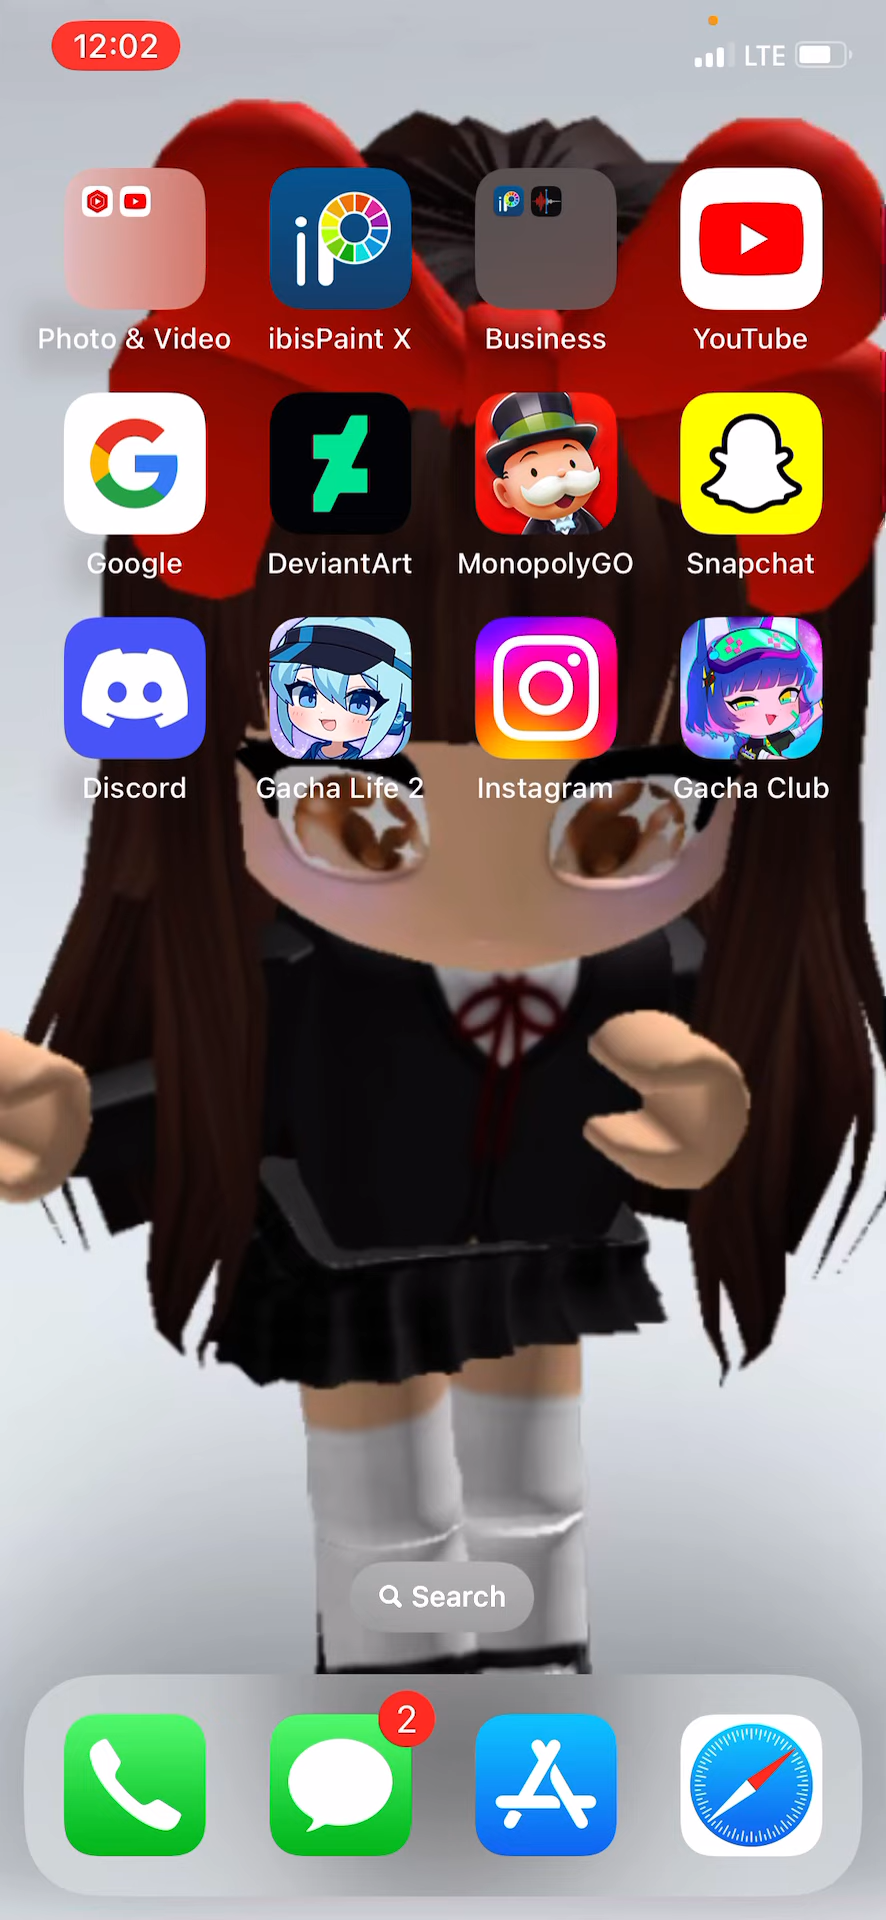 12:02 LTE
Photo & Video ibisPaint X Business YouTube
Google DeviantArt MonopolyGO Snapchat
Discord Gacha Life 2 Instagram Gacha Club
Search
2